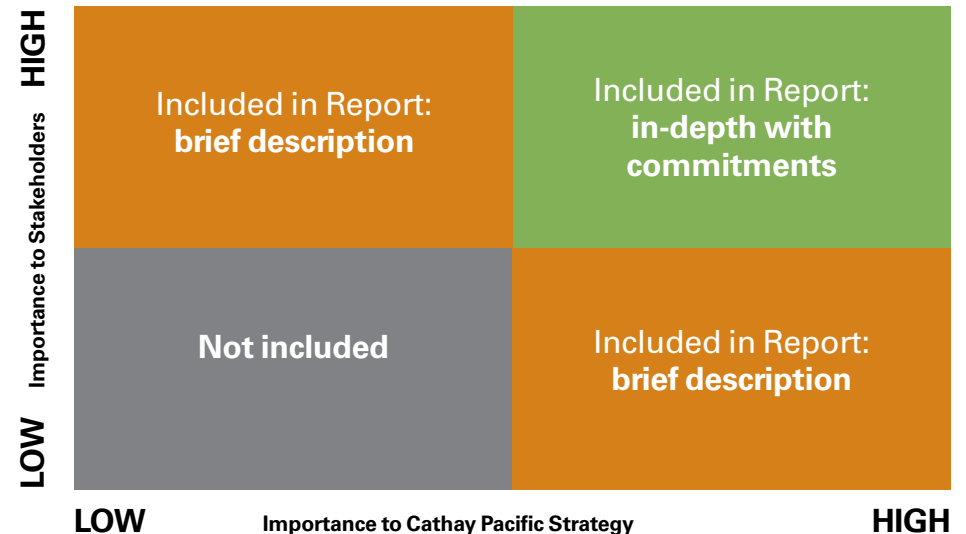 HIGH
Importance to Stakeholders
LOW
Included in Report:
brief description
Included in Report:
in-depth with
commitments
Not included
Included in Report:
brief description
LOW
Importance to Cathay Pacific Strategy
HIGH